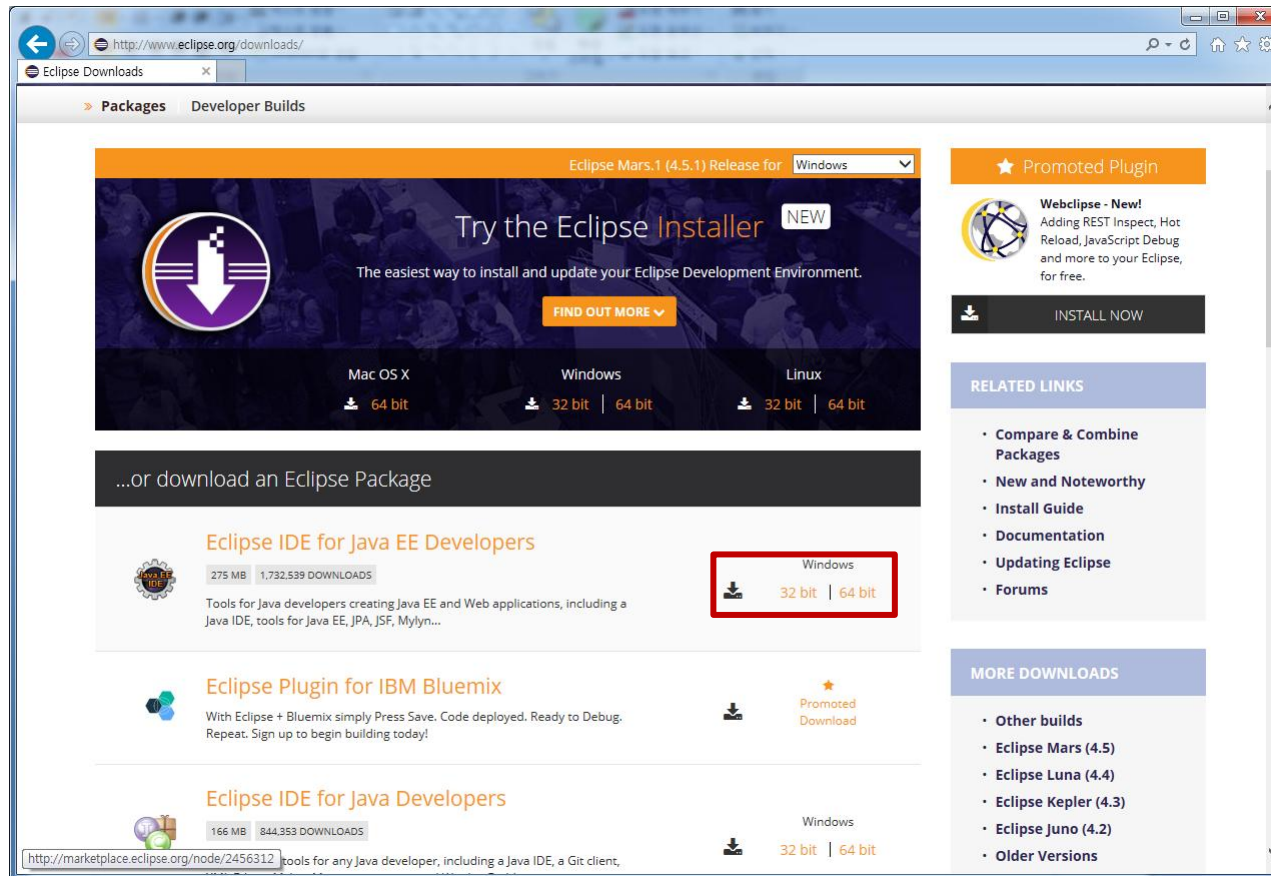 http://www.eclipse.org/downloads/
Eclipse Downloads
Packages Developer Builds
Eclipse Mars.1 (4.5.1) Release for Windows
Try the Eclipse Installer NEW
The easiest way to install and update your Eclipse Development Environment.
FIND OUT MORE
Mac OS X Windows Linux
64 bit 32 bit | 64 bit 32 bit | 64 bit
...or download an Eclipse Package
Eclipse IDE for Java EE Developers
275 MB 1,732,539 DOWNLOADS
Tools for Java developers creating Java EE and Web applications, including a
Java IDE, tools for Java EE, JPA, JSF, Mylyn...
Windows
32 bit | 64 bit
Java EE
IDE
Eclipse Plugin for IBM Bluemix
With Eclipse + Bluemix simply Press Save. Code deployed. Ready to Debug.
Repeat. Sign up to begin building today!
Promoted
Download
Eclipse IDE for Java Developers
166 MB 844,353 DOWNLOADS
tools for any Java developer, including a Java IDE, a Git client,
Windows
32 bit | 64 bit
http://marketplace.eclipse.org/node/2456312
Promoted Plugin
Webclipse - New!
Adding REST Inspect, Hot
Reload, JavaScript Debug
and more to your Eclipse,
for free.
INSTALL NOW
RELATED LINKS
Compare & Combine
Packages
New and Noteworthy
Install Guide
Documentation
Updating Eclipse
Forums
MORE DOWNLOADS
Other builds
Eclipse Mars (4.5)
Eclipse Luna (4.4)
Eclipse Kepler (4.3)
Eclipse Juno (4.2)
Older Versions